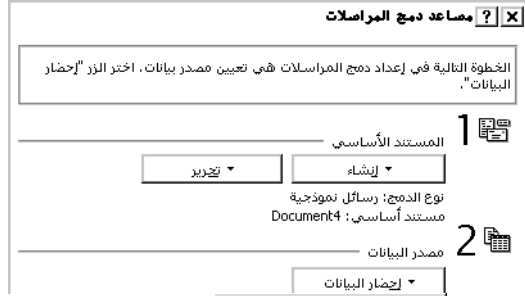 مساعد دمج المراسلات
الخطوة التالية في إعداد دمج المراسلات هي تعيين مصدر بيانات. اختر الزر "إحضار
البيانات".
1
المستند الأساسي
إنشاء
تحرير
نوع الدمج: رسائل نموذجية
مستند أساسي: Document4
2
مصدر البيانات
إحضار البيانات